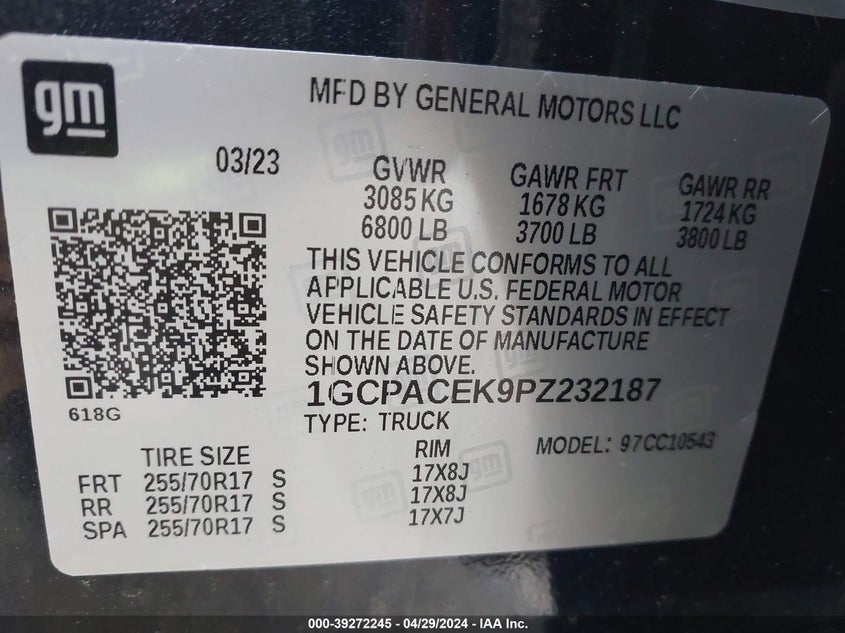 gm
MFD BY GENERAL MOTORS LLC
03/23
GVWR GAWR FRT GAWR RR
3085 KG 1678 KG 1724 KG
6800 LB 3700 LB 3800 LB
THIS VEHICLE CONFORMS TO ALL
APPLICABLE U.S. FEDERAL MOTOR
VEHICLE SAFETY STANDARDS IN EFFECT
ON THE DATE OF MANUFACTURE
SHOWN ABOVE.
1GCPACEK9PZ232187
618G
TYPE: TRUCK
TIRE SIZE RIM MODEL: 97CC10543
FRT 255/70R17 S 17X8J
RR 255/70R17 S 17X8J
SPA 255/70R17 S 17X7J
000-39272245 - 04/29/2024 - IAA Inc.